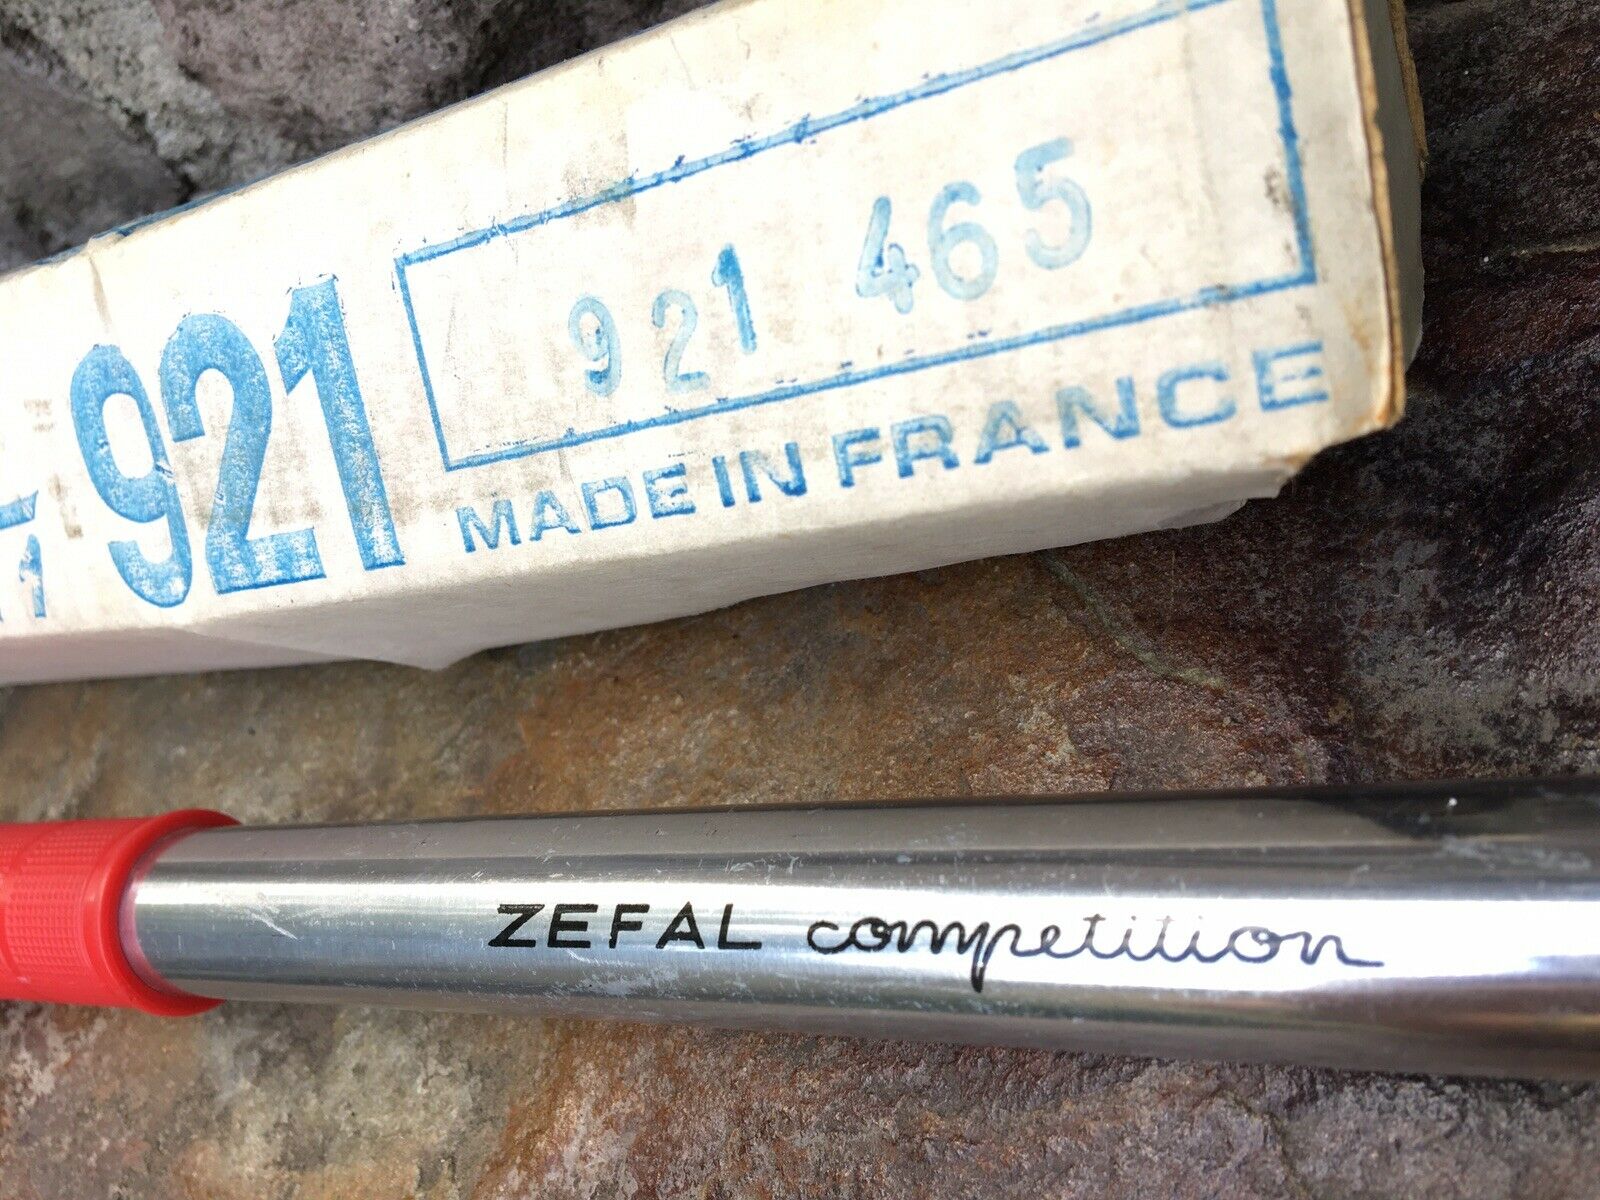 921
921 465
MADE IN FRANCE
ZEFAL competition